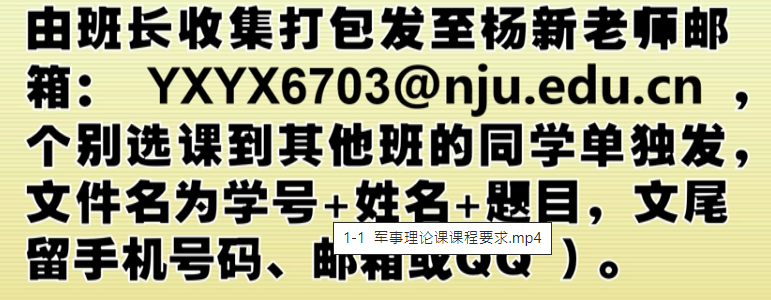 由班长收集打包发至杨新老师邮
箱： YXYX6703@nju.edu.cn ，
个别选课到其他班的同学单独发，
文件名为学号+姓名+题目，文尾
1-1 军事理论课课程要求.mp4
留手机号码、邮箱或QQ ）。